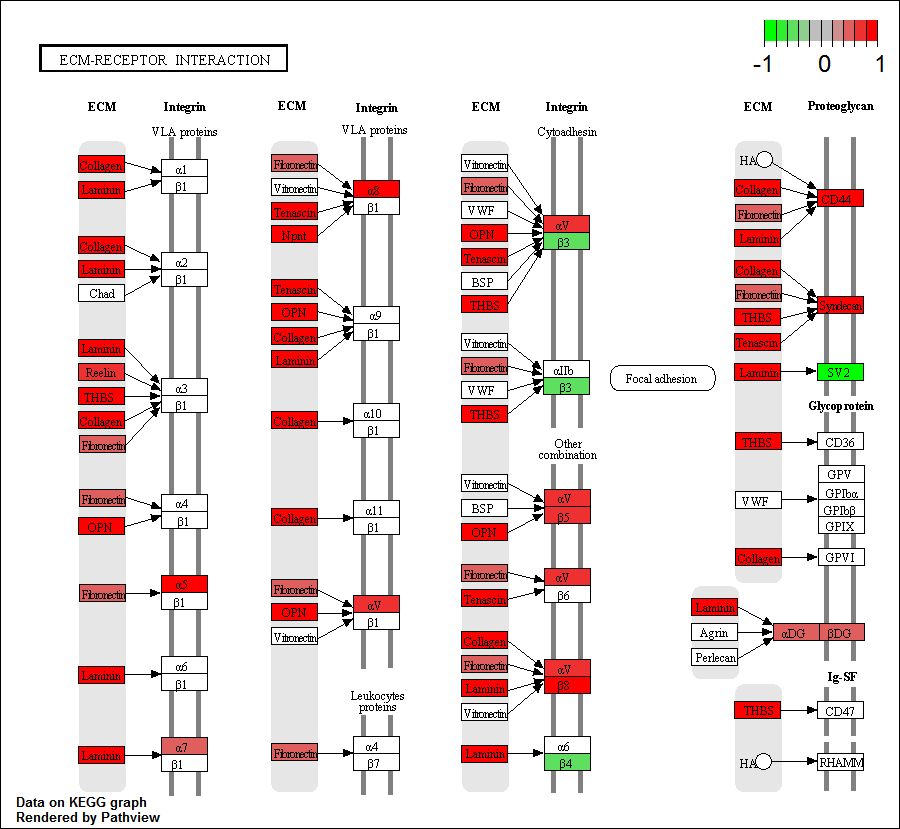 -1 0 1
ECM-RECEPTOR INTERACTION
ECM Integrin
VLA proteins
Collagen
Laminin
α1
β1
Collagen
Laminin
Chad
α2
β1
Laminin
Reelin
THBS
Collagen
Fibronectin
α3
β1
Fibronectin
OPN
α4
β1
Fibronectin
α5
β1
Laminin
α6
β1
Laminin
α7
β1
ECM Integrin
VLA proteins
Fibronectin
Vitronectin
Tenascin
Npnt
α8
β1
Tenascin
OPN
Collagen
Laminin
α9
β1
Collagen
α10
β1
Collagen
α11
β1
Fibronectin
OPN
Vitronectin
αV
β1
Leukocytes
proteins
Fibronectin
α4
β7
ECM Integrin
Cytoadhesin
Vitronectin
Fibronectin
VWF
OPN
Tenascin
BSP
THBS
αV
β3
Vitronectin
Fibronectin
VWF
THBS
αIIb
β3
Other
combination
Vitronectin
BSP
OPN
αV
β5
Fibronectin
Tenascin
αV
β6
Collagen
Fibronectin
Laminin
Vitronectin
αV
β8
Laminin
α6
β4
Focal adhesion
ECM Proteoglycan
HA
Collagen
Fibronectin
Laminin
CD44
Collagen
Fibronectin
THBS
Tenascin
Syndecan
Laminin
SV2
Glycoprotein
THBS
CD36
VWF
GPV
GPIbα
GPIbβ
GPIX
Collagen
GPVI
Laminin
Agrin
Perlecan
αDG βDG
Ig-SF
THBS
CD47
HA
RHAMM
Data on KEGG graph
Rendered by Pathview